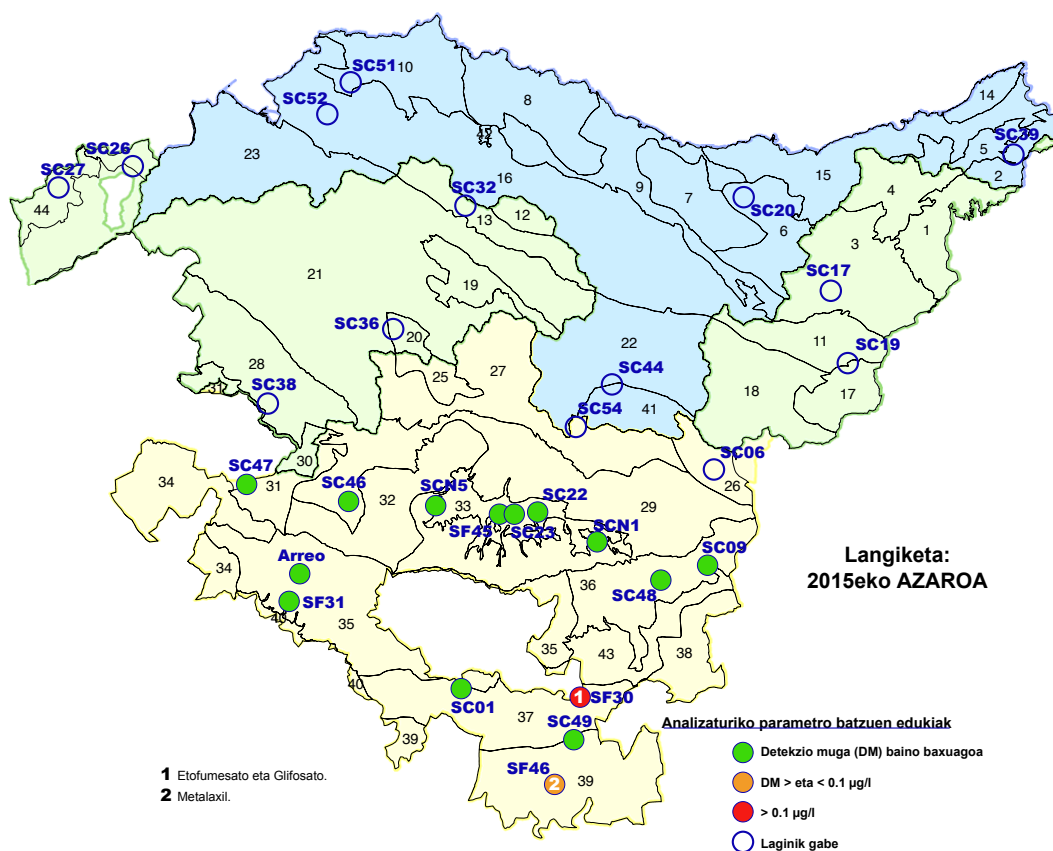 SC51
10
SC52
8
14
42
5
SC39
23
SC26
2
SC27
16
15
9
7
4
SC32
SC20
44
13
12
6
1
3
21
SC17
19
SC36
20
11
22
SC19
28
25
27
SC44
31
SC38
18
17
41
SC54
30
SC06
SC47
34
31
SC46
32
SCN5
33
SC22
26
29
SF45
SC23
SCN1
SC09
Langiketa:
2015eko AZAROA
Arreo
34
36
SC48
SF31
40
35
35
43
38
40
1
SF30
SC01
37
SC49
39
Analizaturiko parametro batzuen edukiak
Detekzio muga (DM) baino baxuagoa
SF46
2
39
DM > eta < 0.1 µg/l
> 0.1 µg/l
Laginik gabe
1 Etofumesato eta Glifosato.
2 Metalaxil.